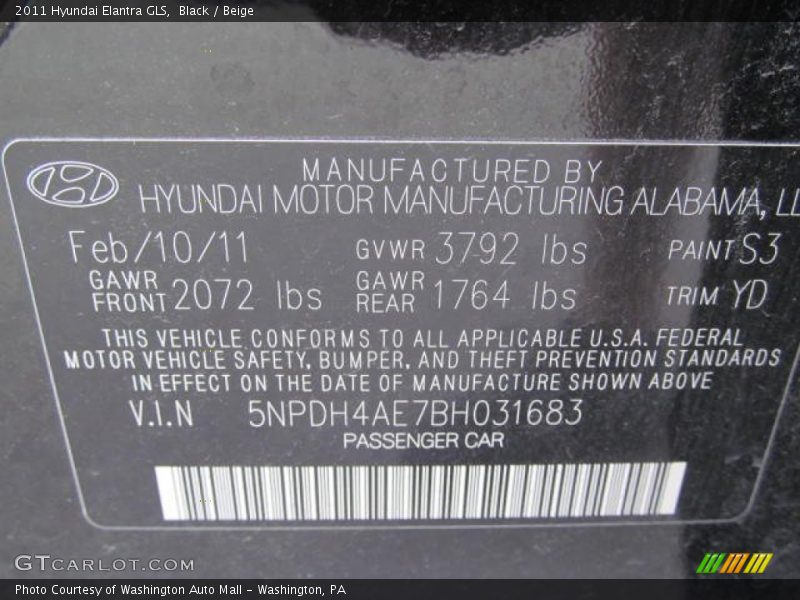 2011 Hyundai Elantra GLS, Black / Beige
MANUFACTURED BY
HYUNDAI MOTOR MANUFACTURING ALABAMA, LL
Feb/10/11 GVWR 3792 lbs PAINT S3
GAWR FRONT 2072 lbs GAWR REAR 1764 lbs TRIM YD
THIS VEHICLE CONFORMS TO ALL APPLICABLE U.S.A. FEDERAL
MOTOR VEHICLE SAFETY, BUMPER, AND THEFT PREVENTION STANDARDS
IN EFFECT ON THE DATE OF MANUFACTURE SHOWN ABOVE
V.I.N 5NPDH4AE7BH031683
PASSENGER CAR
GTCARLOT.COM
Photo Courtesy of Washington Auto Mall - Washington, PA